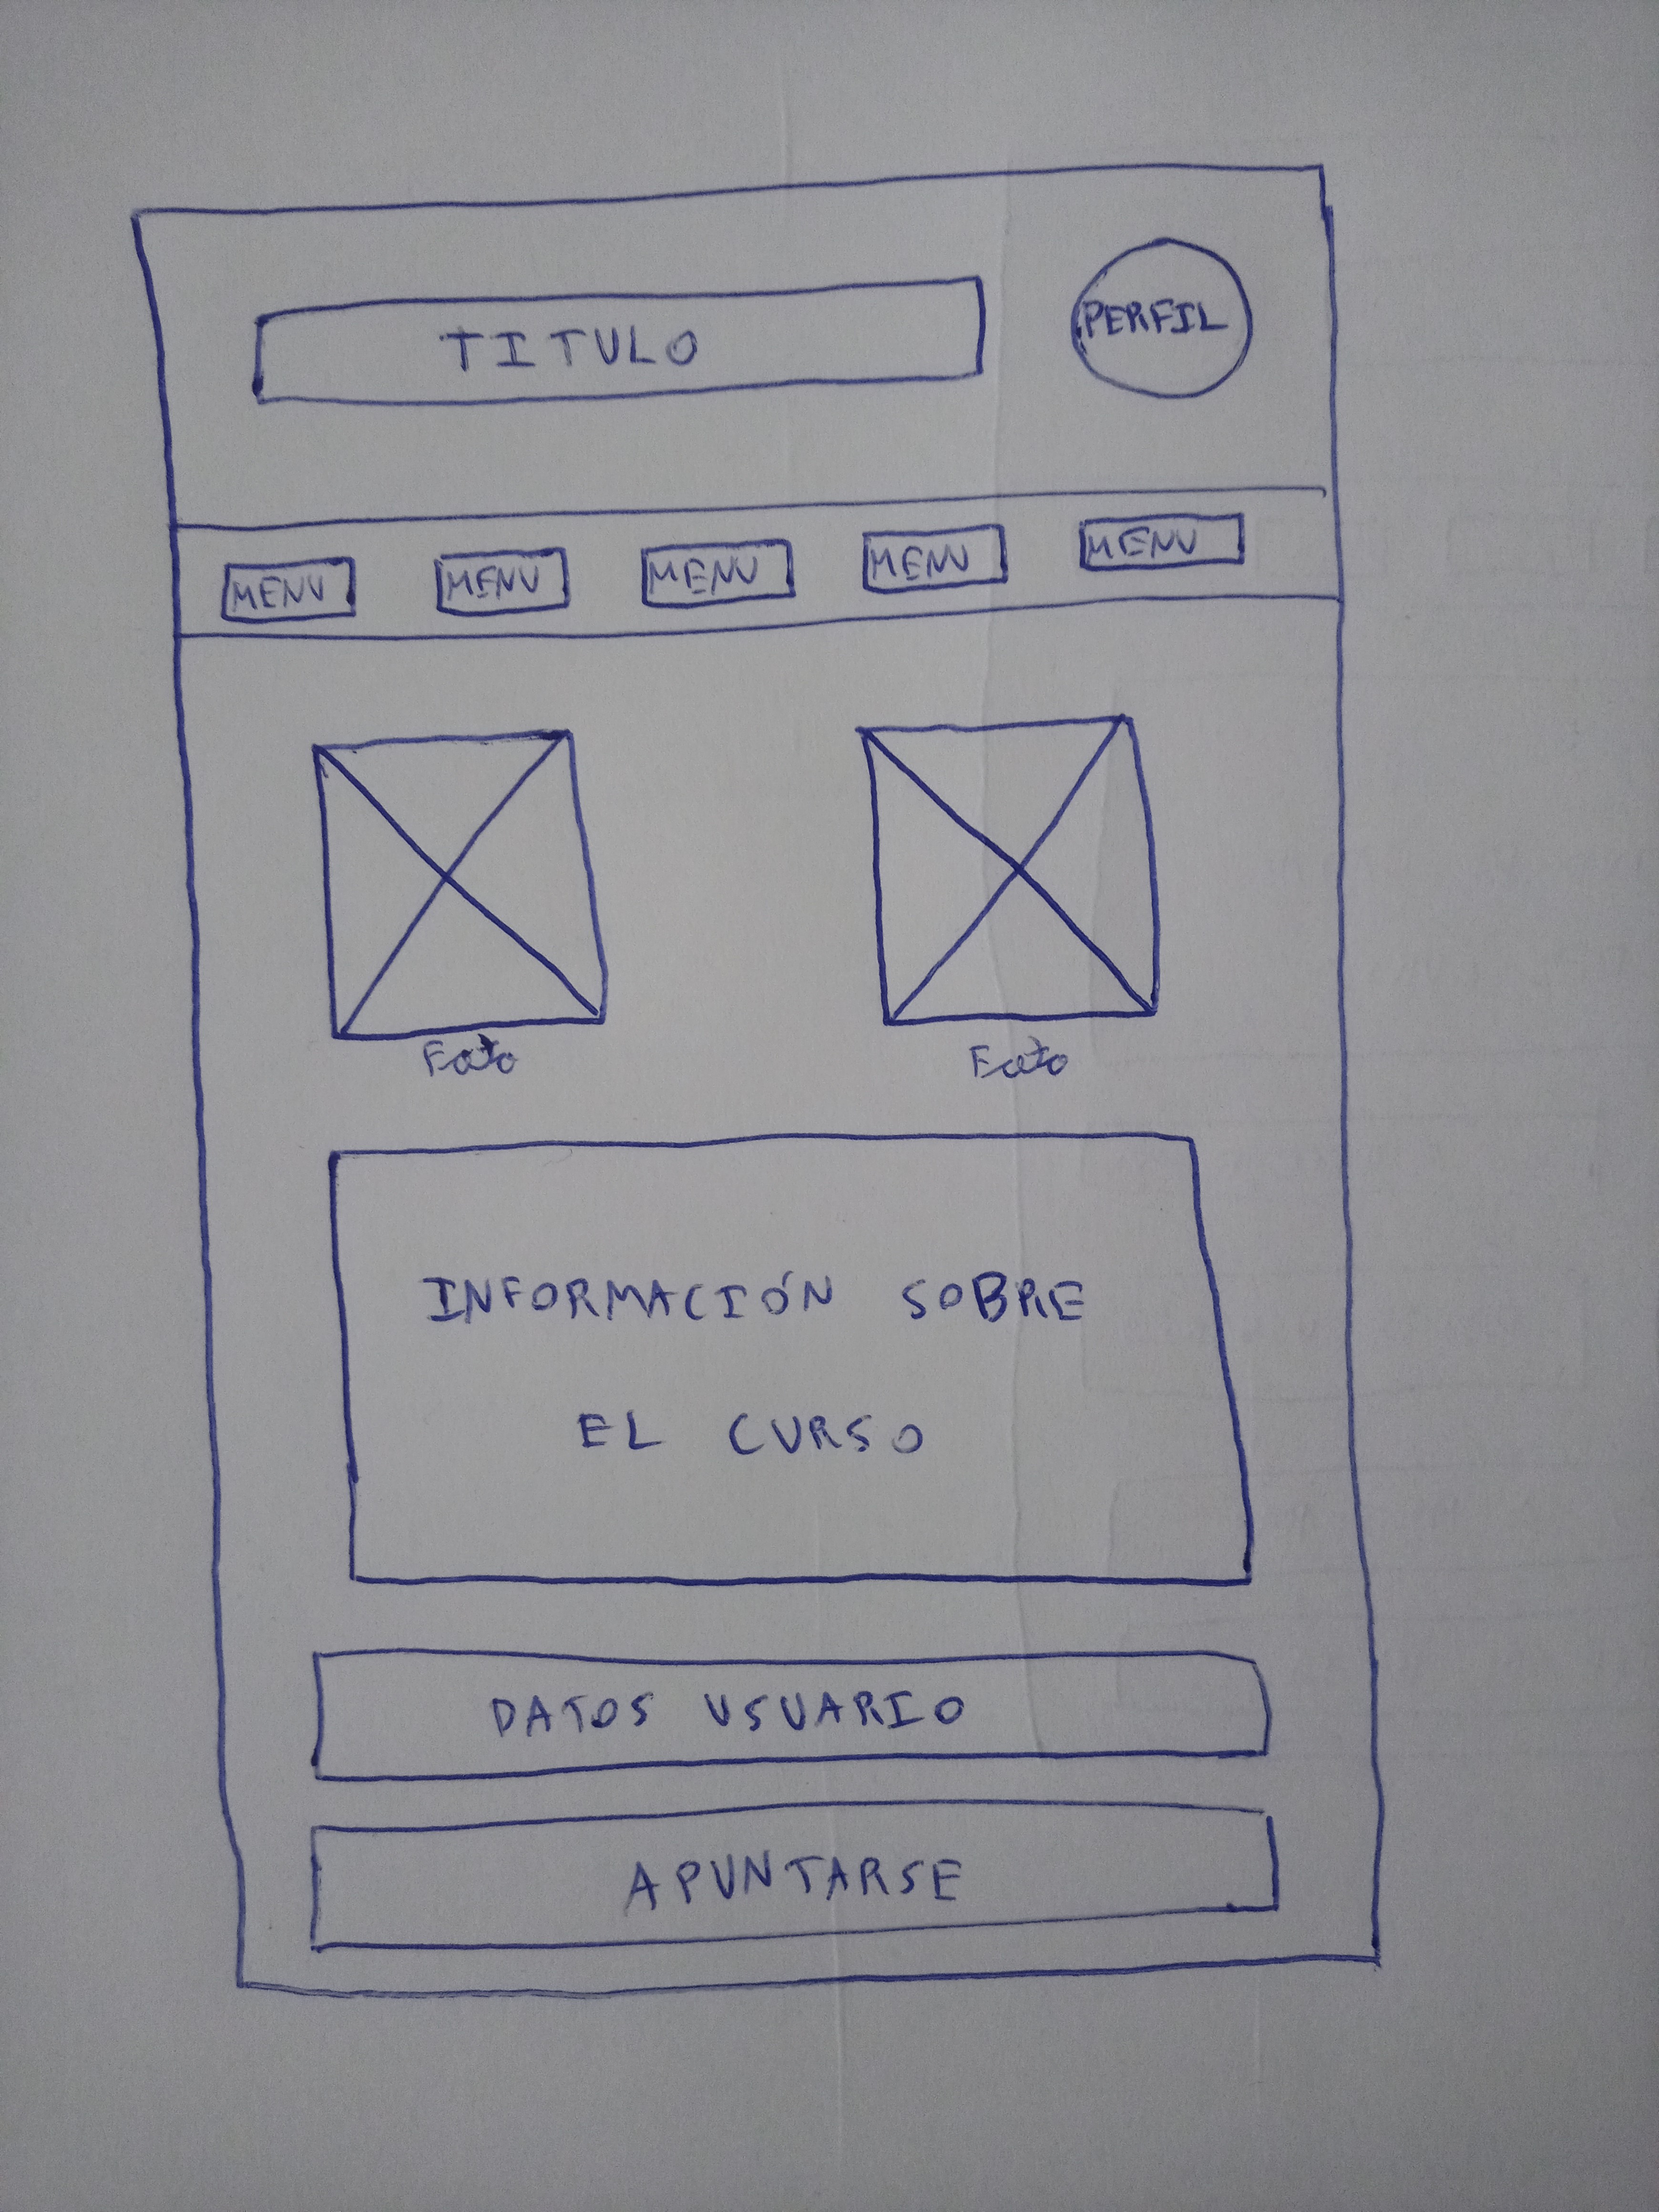 TITULO
PERFIL
MENU MENU MENU MENU MENU
Foto Foto
INFORMACIÓN SOBRE
EL CURSO
DATOS USUARIO
APUNTARSE